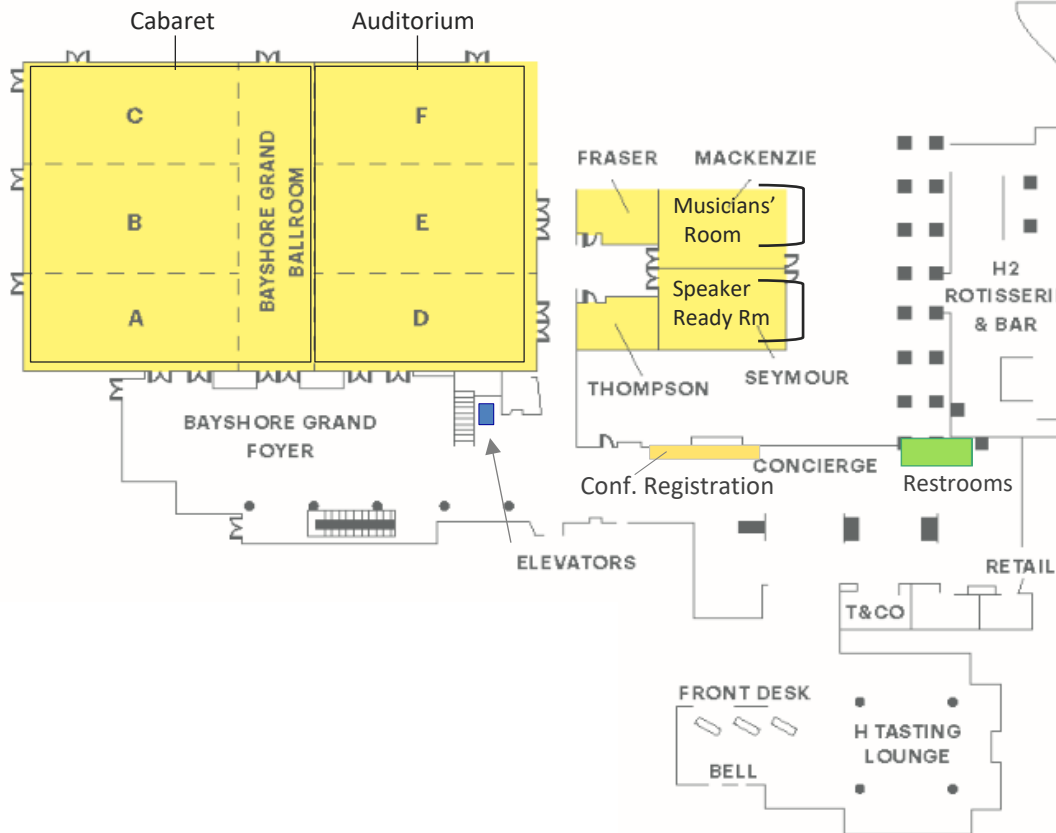 Cabaret
Auditorium
C
F
FRASER
MACKENZIE
Musicians'
Room
B
E
BAYSHORE GRAND
BALLROOM
H2
ROTISSERI
& BAR
Speaker
Ready Rm
A
D
THOMPSON
SEYMOUR
BAYSHORE GRAND
FOYER
CONCIERGE
Conf. Registration
Restrooms
ELEVATORS
RETAIL
T&CO
FRONT DESK
H TASTING
LOUNGE
BELL